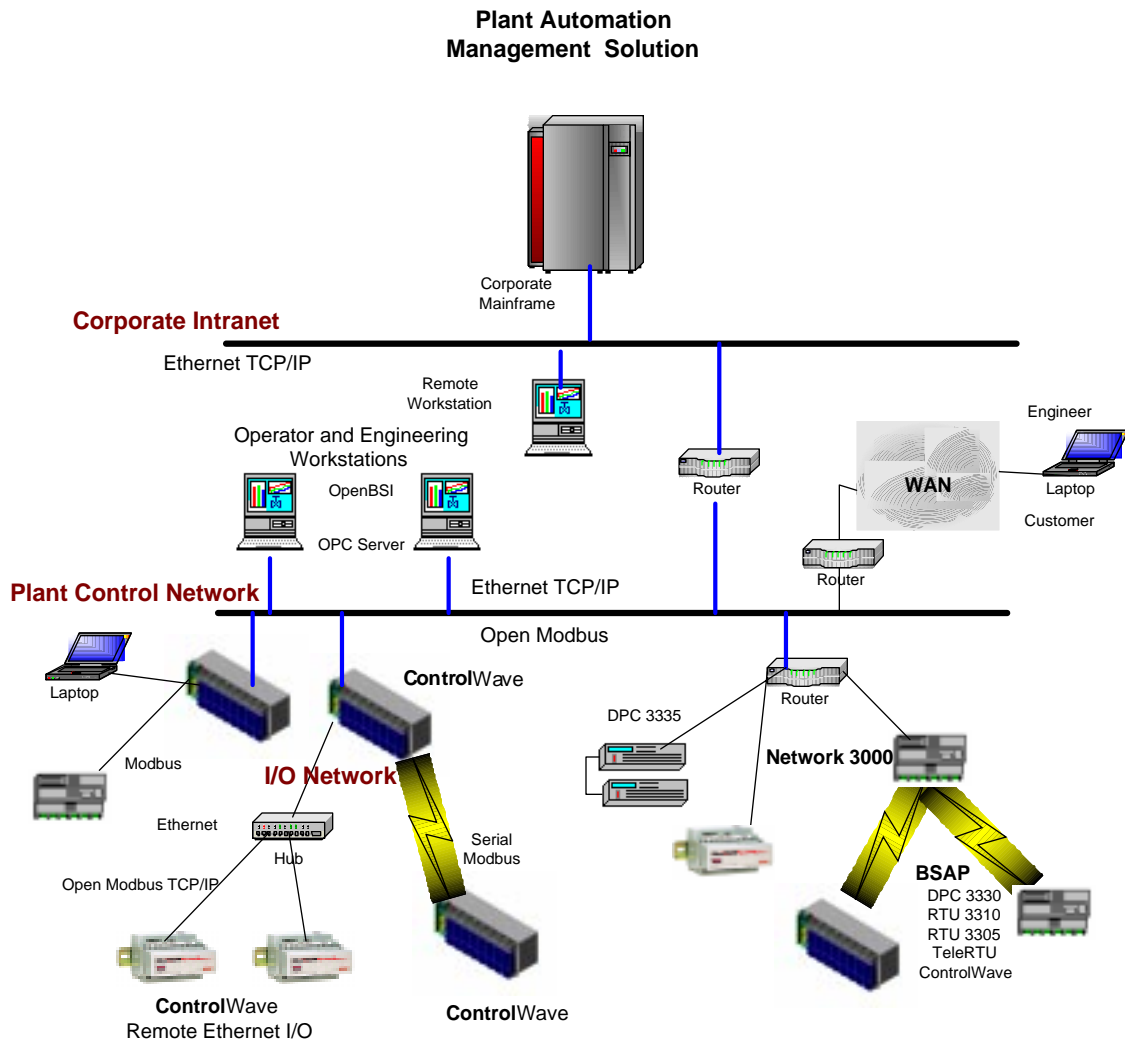 Plant Automation
Management Solution
Corporate
Mainframe
Corporate Intranet
Ethernet TCP/IP
Remote
Workstation
Engineer
Operator and Engineering
Workstations
OpenBSI
Router
WAN
Laptop
Customer
OPC Server
Router
Plant Control Network
Ethernet TCP/IP
Open Modbus
Laptop
ControlWave
Router
DPC 3335
Modbus
I/O Network
Network 3000
Ethernet
Serial
Modbus
Hub
Open Modbus TCP/IP
BSAP
DPC 3330
RTU 3310
RTU 3305
TeleRTU
ControlWave
ControlWave
Remote Ethernet I/O
ControlWave